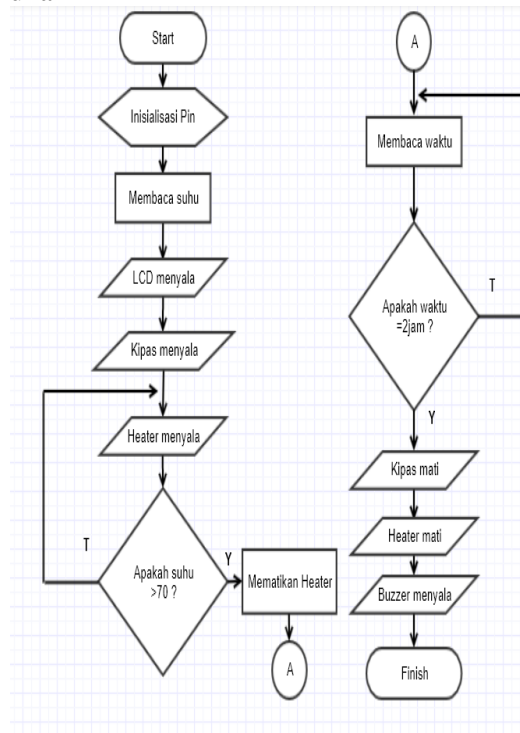 Start
Inisialisasi Pin
Membaca suhu
LCD menyala
Kipas menyala
Heater menyala
T
Apakah suhu
>70 ?
Y
Mematikan Heater
A
A
Membaca waktu
Apakah waktu
=2jam ?
T
Y
Kipas mati
Heater mati
Buzzer menyala
Finish